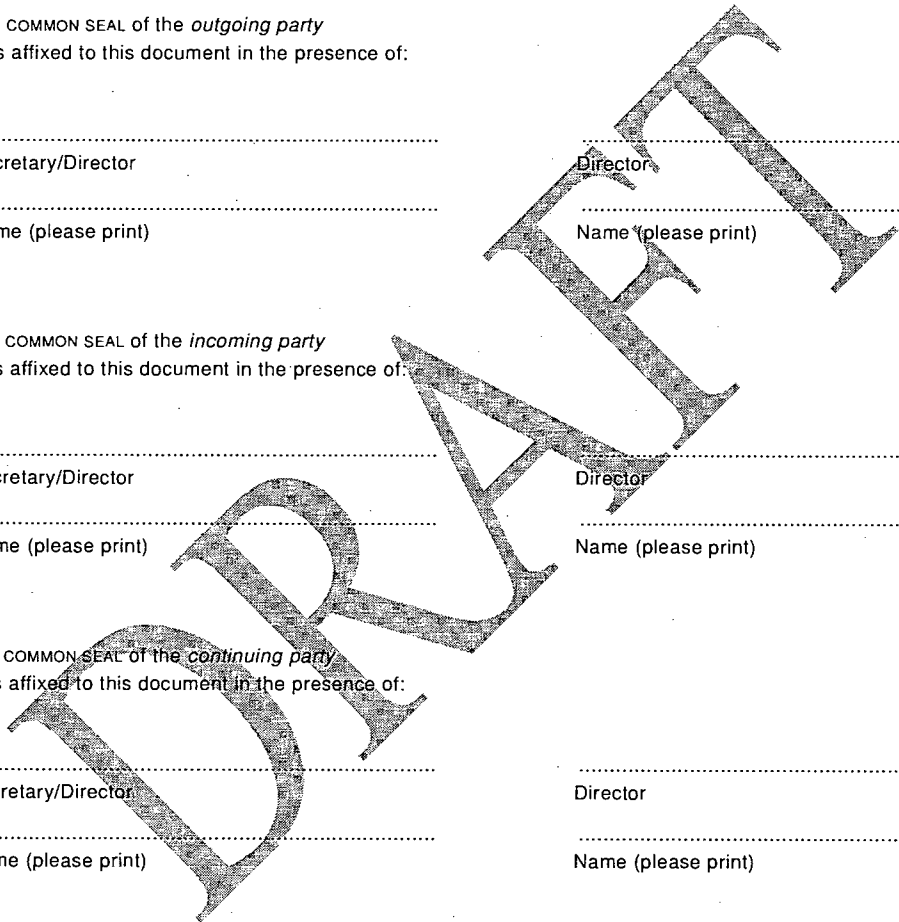 COMMON SEAL of the outgoing party
s affixed to this document in the presence of:
cretary/Director Director
me (please print) Name (please print)
COMMON SEAL of the incoming party
s affixed to this document in the presence of:
cretary/Director Director
me (please print) Name (please print)
COMMON SEAL of the continuing party
s affixed to this document in the presence of:
retary/Director Director
me (please print) Name (please print)
DRAFT